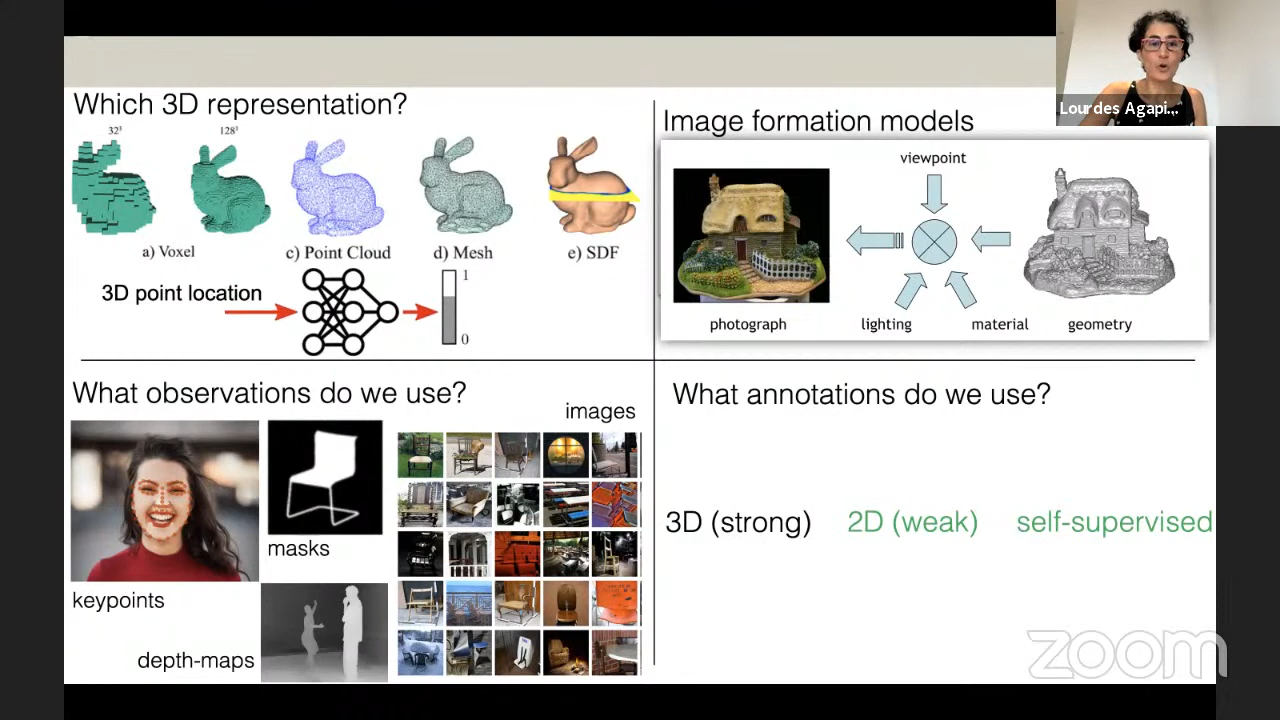 Lourdes Agapi...
Which 3D representation?
32³
128³
a) Voxel
c) Point Cloud
d) Mesh
e) SDF
3D point location
1
0
Image formation models
viewpoint
photograph
lighting
material
geometry
What observations do we use?
images
masks
keypoints
depth-maps
What annotations do we use?
3D (strong)
2D (weak)
self-supervised
zoom